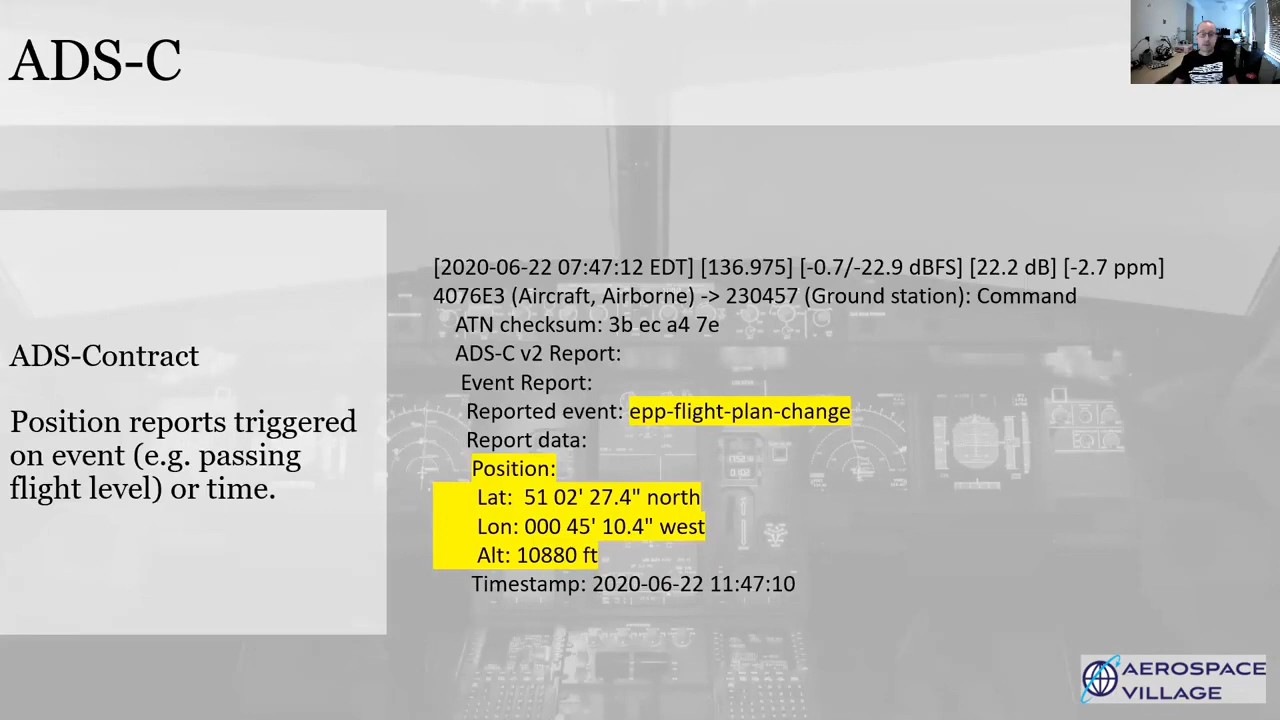 ADS-C
ADS-Contract
Position reports triggered
on event (e.g. passing
flight level) or time.
[2020-06-22 07:47:12 EDT] [136.975] [-0.7/-22.9 dBFS] [22.2 dB] [-2.7 ppm]
4076E3 (Aircraft, Airborne) -> 230457 (Ground station): Command
ATN checksum: 3b ec a4 7e
ADS-C v2 Report:
Event Report:
Reported event: epp-flight-plan-change
Report data:
Position:
Lat: 51 02' 27.4" north
Lon: 000 45' 10.4" west
Alt: 10880 ft
Timestamp: 2020-06-22 11:47:10
AEROSPACE
VILLAGE